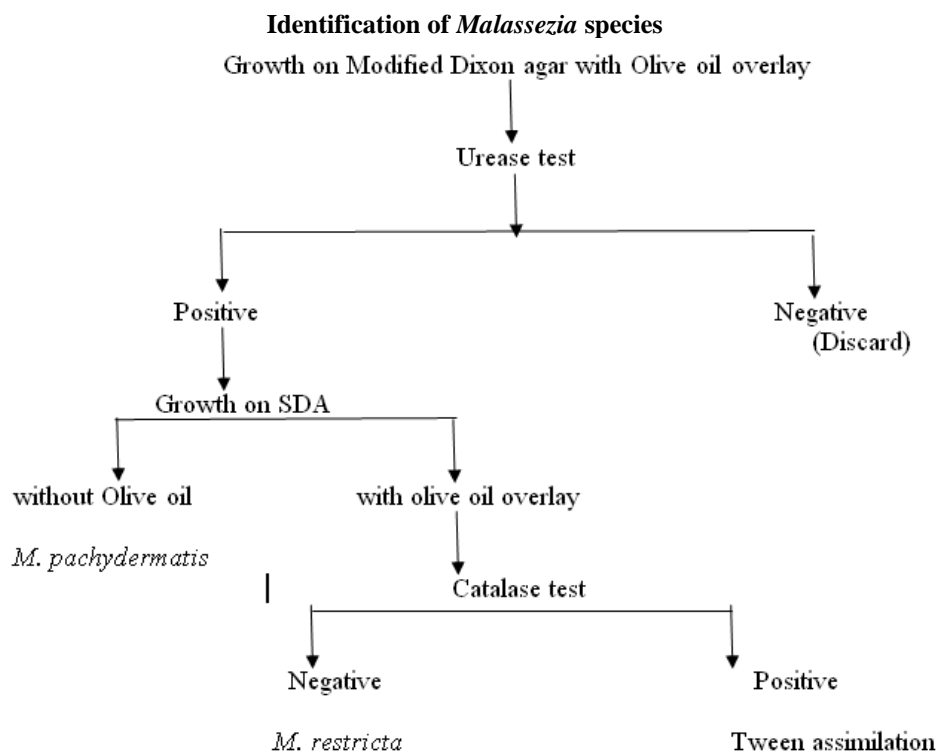 Identification of Malassezia species
Growth on Modified Dixon agar with Olive oil overlay
Urease test
Positive
Negative
(Discard)
Growth on SDA
without Olive oil
with olive oil overlay
M. pachydermatis
Catalase test
Negative
Positive
M. restricta
Tween assimilation